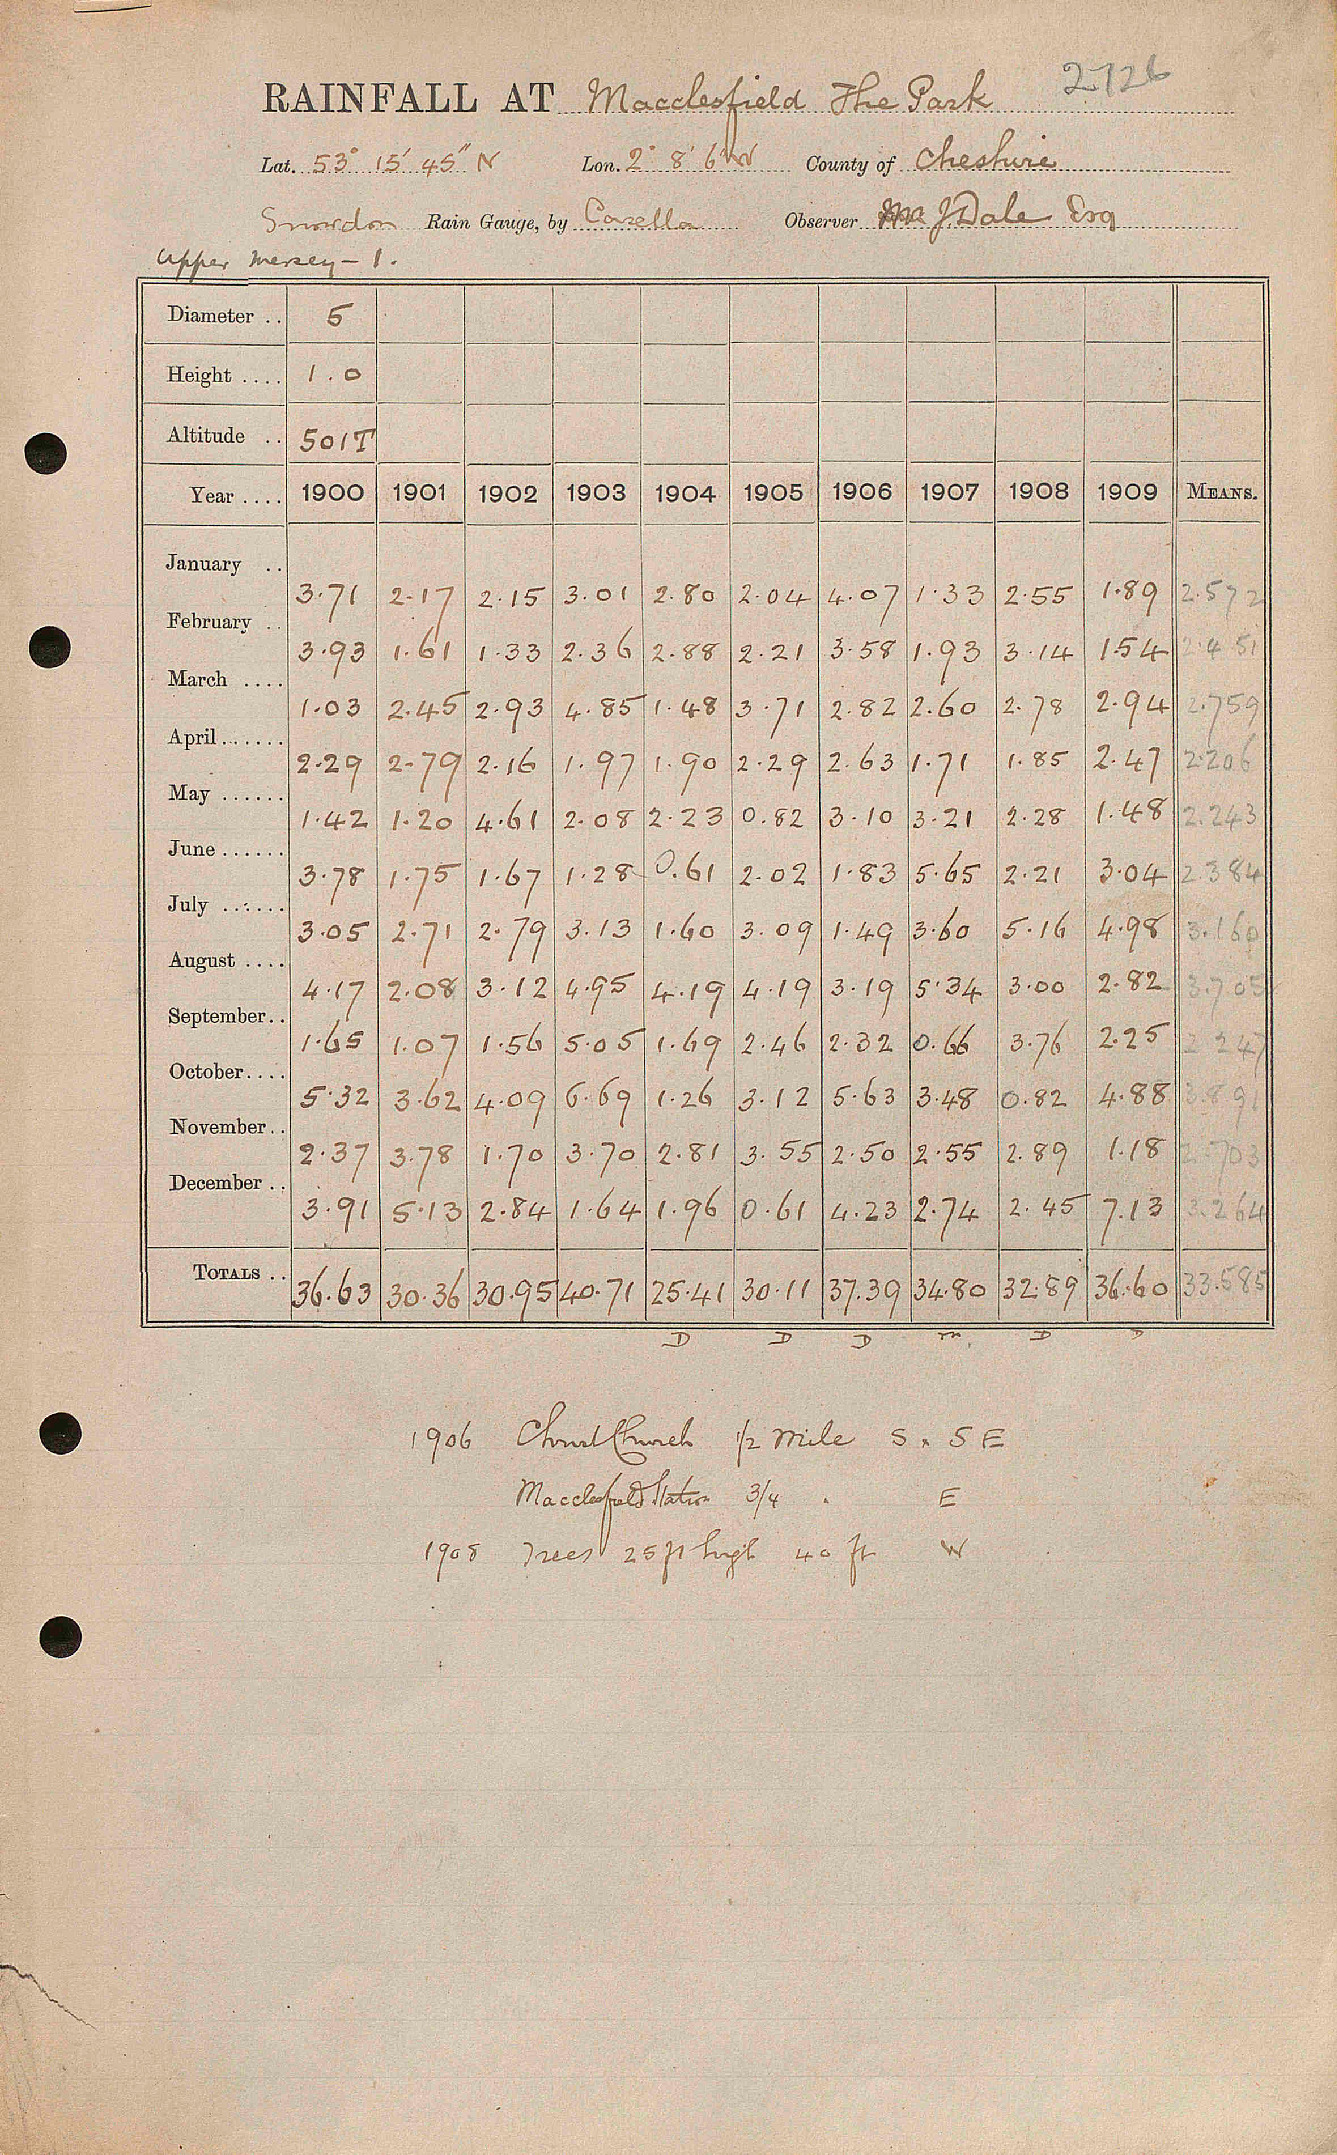 2726
RAINFALL AT Macclesfield The Park
Lat. 53° 15' 45" N Lon. 2° 8' 6" W County of Cheshire
Snowdon Rain Gauge, by Casella Observer J. Dale Esq
Upper Mersey - 1.
Diameter .. 5
Height .... 1.0
Altitude .. 501T
Year .... 1900 1901 1902 1903 1904 1905 1906 1907 1908 1909 MEANS.
January .. 3.71 2.17 2.15 3.01 2.80 2.04 4.07 1.33 2.55 1.89 2.572
February .. 3.93 1.61 1.33 2.36 2.88 2.21 3.58 1.93 3.14 1.54 2.451
March .... 1.03 2.45 2.93 4.85 1.48 3.71 2.82 2.60 2.78 2.94 2.759
April ...... 2.29 2.79 2.16 1.97 1.90 2.29 2.63 1.71 1.85 2.47 2.206
May ...... 1.42 1.20 4.61 2.08 2.23 0.82 3.10 3.21 2.28 1.48 2.243
June ...... 3.78 1.75 1.67 1.28 0.61 2.02 1.83 5.65 2.21 3.04 2.384
July ...... 3.05 2.71 2.79 3.13 1.60 3.09 1.49 3.60 5.16 4.98 3.160
August .... 4.17 2.08 3.12 4.95 4.19 4.19 3.19 5.34 3.00 2.82 3.705
September.. 1.65 1.07 1.56 5.05 1.69 2.46 2.32 0.66 3.76 2.25 2.247
October.... 5.32 3.62 4.09 6.69 1.26 3.12 5.63 3.48 0.82 4.88 3.891
November.. 2.37 3.78 1.70 3.70 2.81 3.55 2.50 2.55 2.89 1.18 2.703
December .. 3.91 5.13 2.84 1.64 1.96 0.61 4.23 2.74 2.45 7.13 3.264
TOTALS .. 36.63 30.36 30.95 40.71 25.41 30.11 37.39 34.80 32.89 36.60 33.585
D D D m. D D
1906 Christ Church 1/2 mile S. SE
Macclesfield Station 3/4 . E
1908 Trees 25 ft high 40 ft W